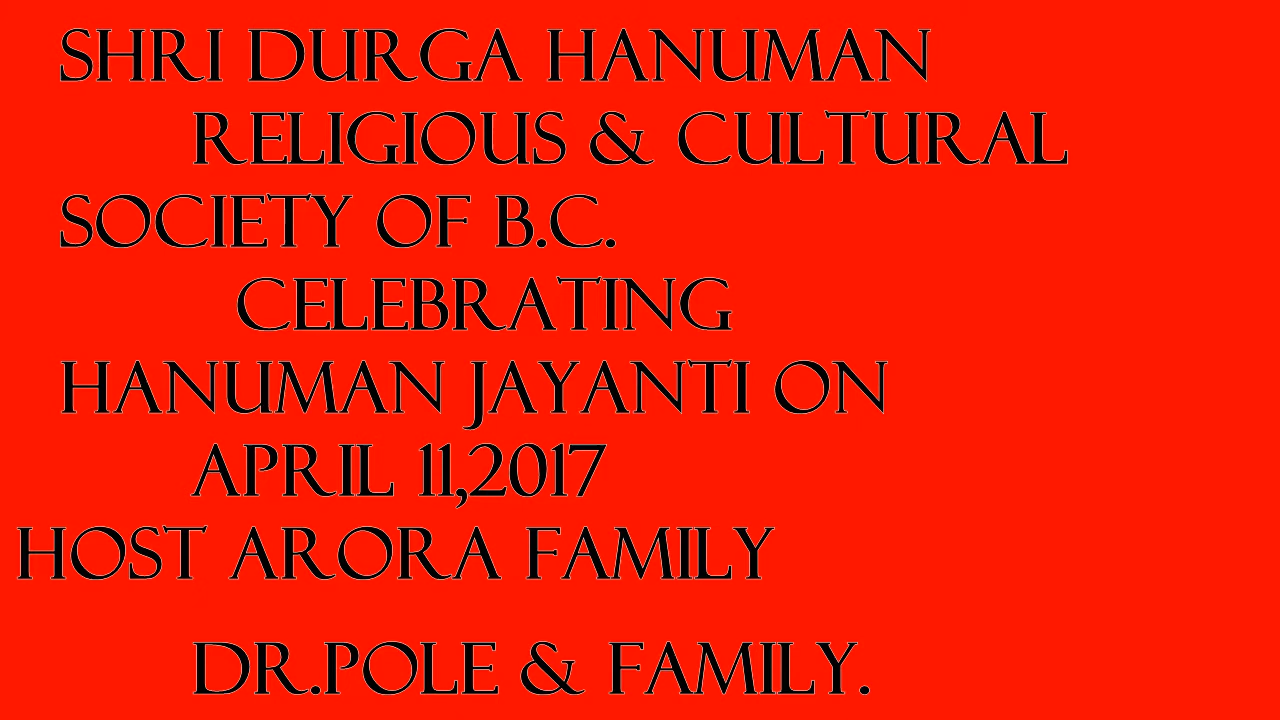 SHRI DURGA HANUMAN
RELIGIOUS & CULTURAL
SOCIETY OF B.C.
CELEBRATING
HANUMAN JAYANTI ON
APRIL 11,2017
HOST ARORA FAMILY
DR.POLE & FAMILY.